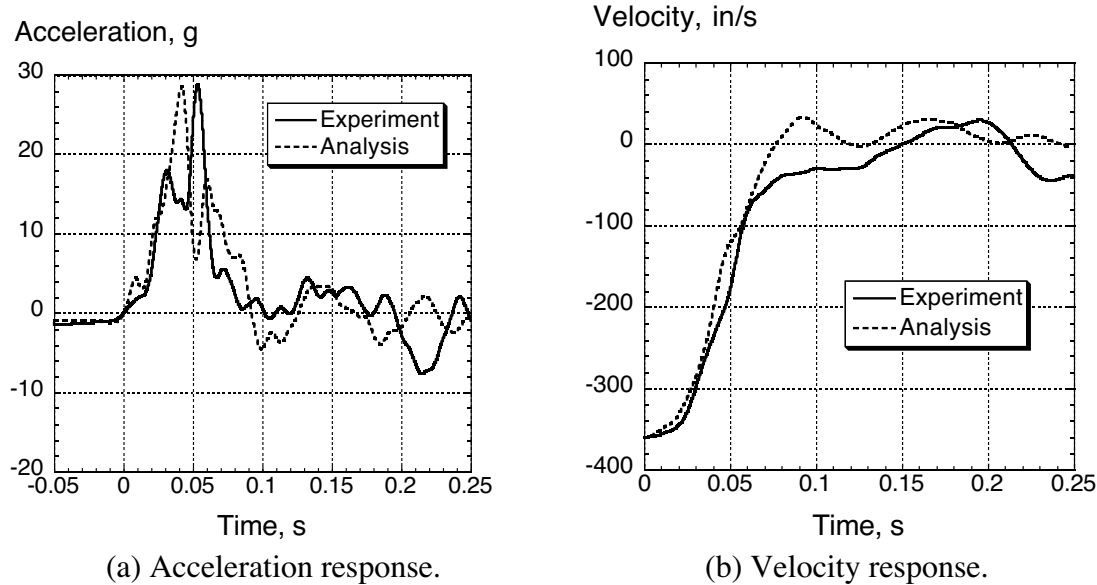 Acceleration, g
30
20
10
0
-10
-20
-0.05 0 0.05 0.1 0.15 0.2 0.25
Time, s
Experiment
Analysis
(a) Acceleration response.
Velocity, in/s
100
0
-100
-200
-300
-400
0 0.05 0.1 0.15 0.2 0.25
Time, s
Experiment
Analysis
(b) Velocity response.